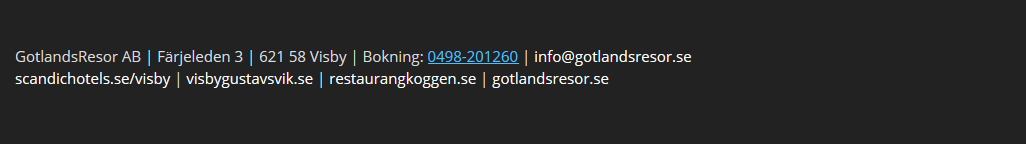 GotlandsResor AB | Färjeleden 3 | 621 58 Visby | Bokning: 0498-201260 | info@gotlandsresor.se
scandichotels.se/visby | visbygustavsvik.se | restaurangkoggen.se | gotlandsresor.se